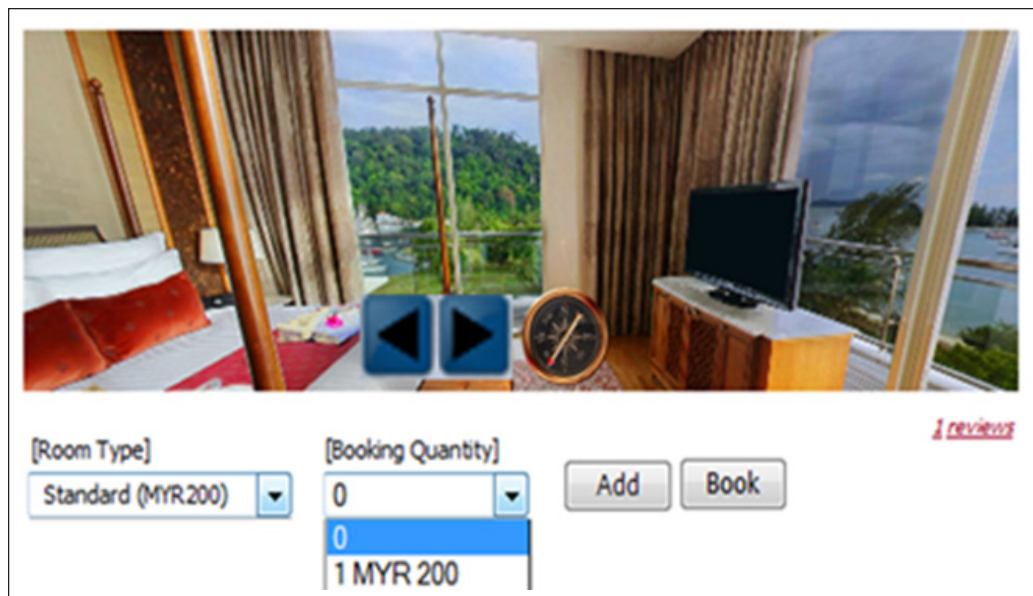 1 reviews
[Room Type]
[Booking Quantity]
Standard (MYR200)
0
Add
Book
0
1 MYR 200